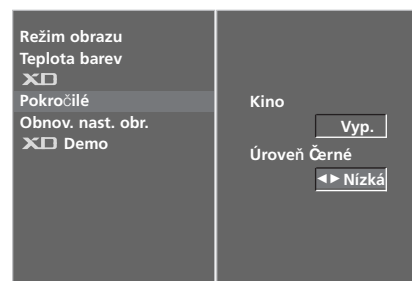 Režim obrazu
Teplota barev
XD
Pokročilé
Obnov. nast. obr.
XD Demo
Kino
Vyp.
Úroveň Černé
◄► Nízká